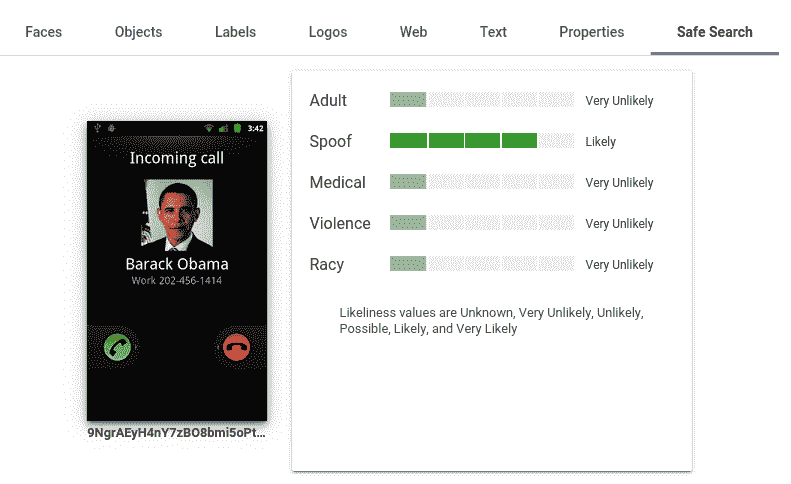 Faces Objects Labels Logos Web Text Properties Safe Search
3:42
Incoming call
Barack Obama
Work 202-456-1414
9NgrAEyH4nY7zBO8bmi5oPt...
Adult Very Unlikely
Spoof Likely
Medical Very Unlikely
Violence Very Unlikely
Racy Very Unlikely
Likeliness values are Unknown, Very Unlikely, Unlikely,
Possible, Likely, and Very Likely